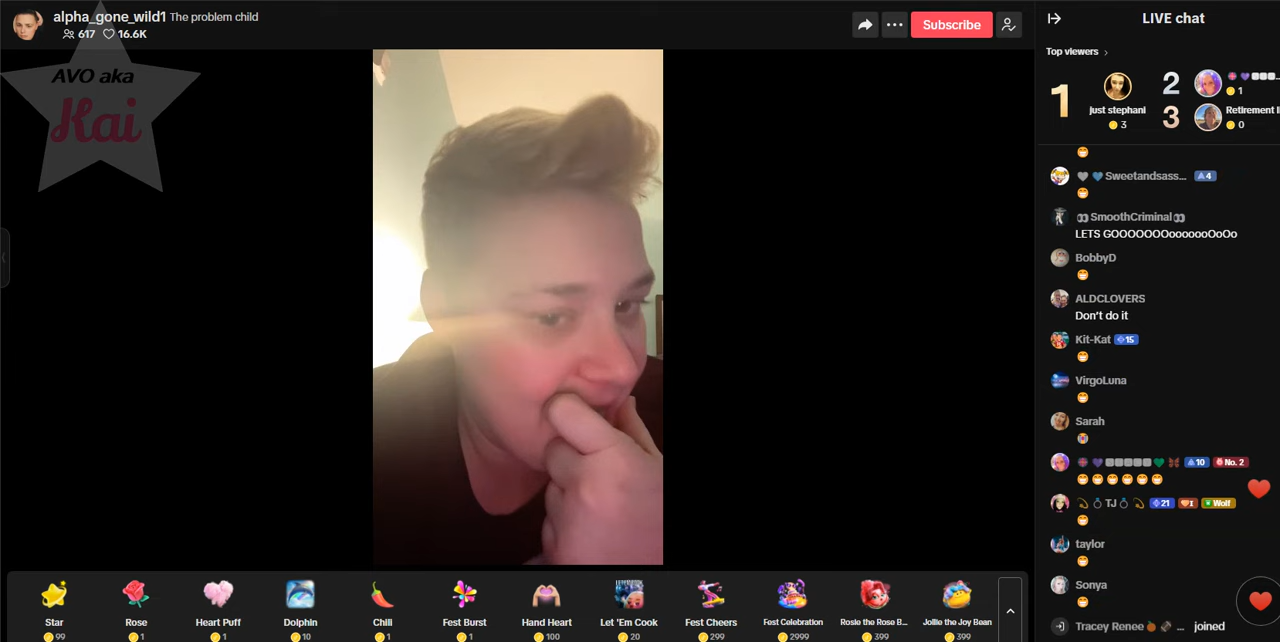 alpha_gone_wild1 The problem child
617 16.6K
Subscribe
AVO aka
Kai
LIVE chat
Top viewers
1
just stephani
3
2
1
3
Retirement
0
Sweetandsass... 4
SmoothCriminal
LETS GOOOOOOOooooooOoOo
BobbyD
ALDCLOVERS
Don't do it
Kit-Kat 15
VirgoLuna
Sarah
10 No. 2
TJ 21 I Wolf
taylor
Sonya
Tracey Renee ... joined
Star
99
Rose
1
Heart Puff
1
Dolphin
10
Chili
1
Fest Burst
1
Hand Heart
100
Let 'Em Cook
20
Fest Cheers
299
Fest Celebration
2999
Rosie the Rose B...
399
Jollie the Joy Bean
399